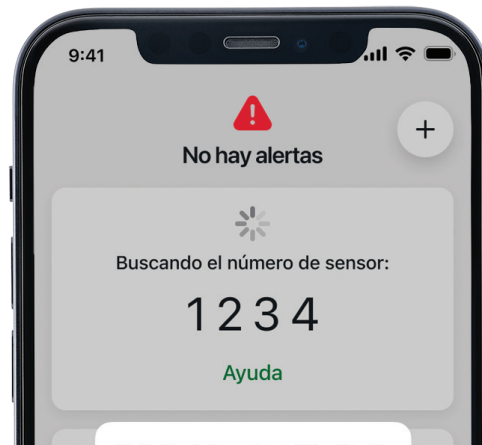 9:41
No hay alertas
+
Buscando el número de sensor:
1234
Ayuda